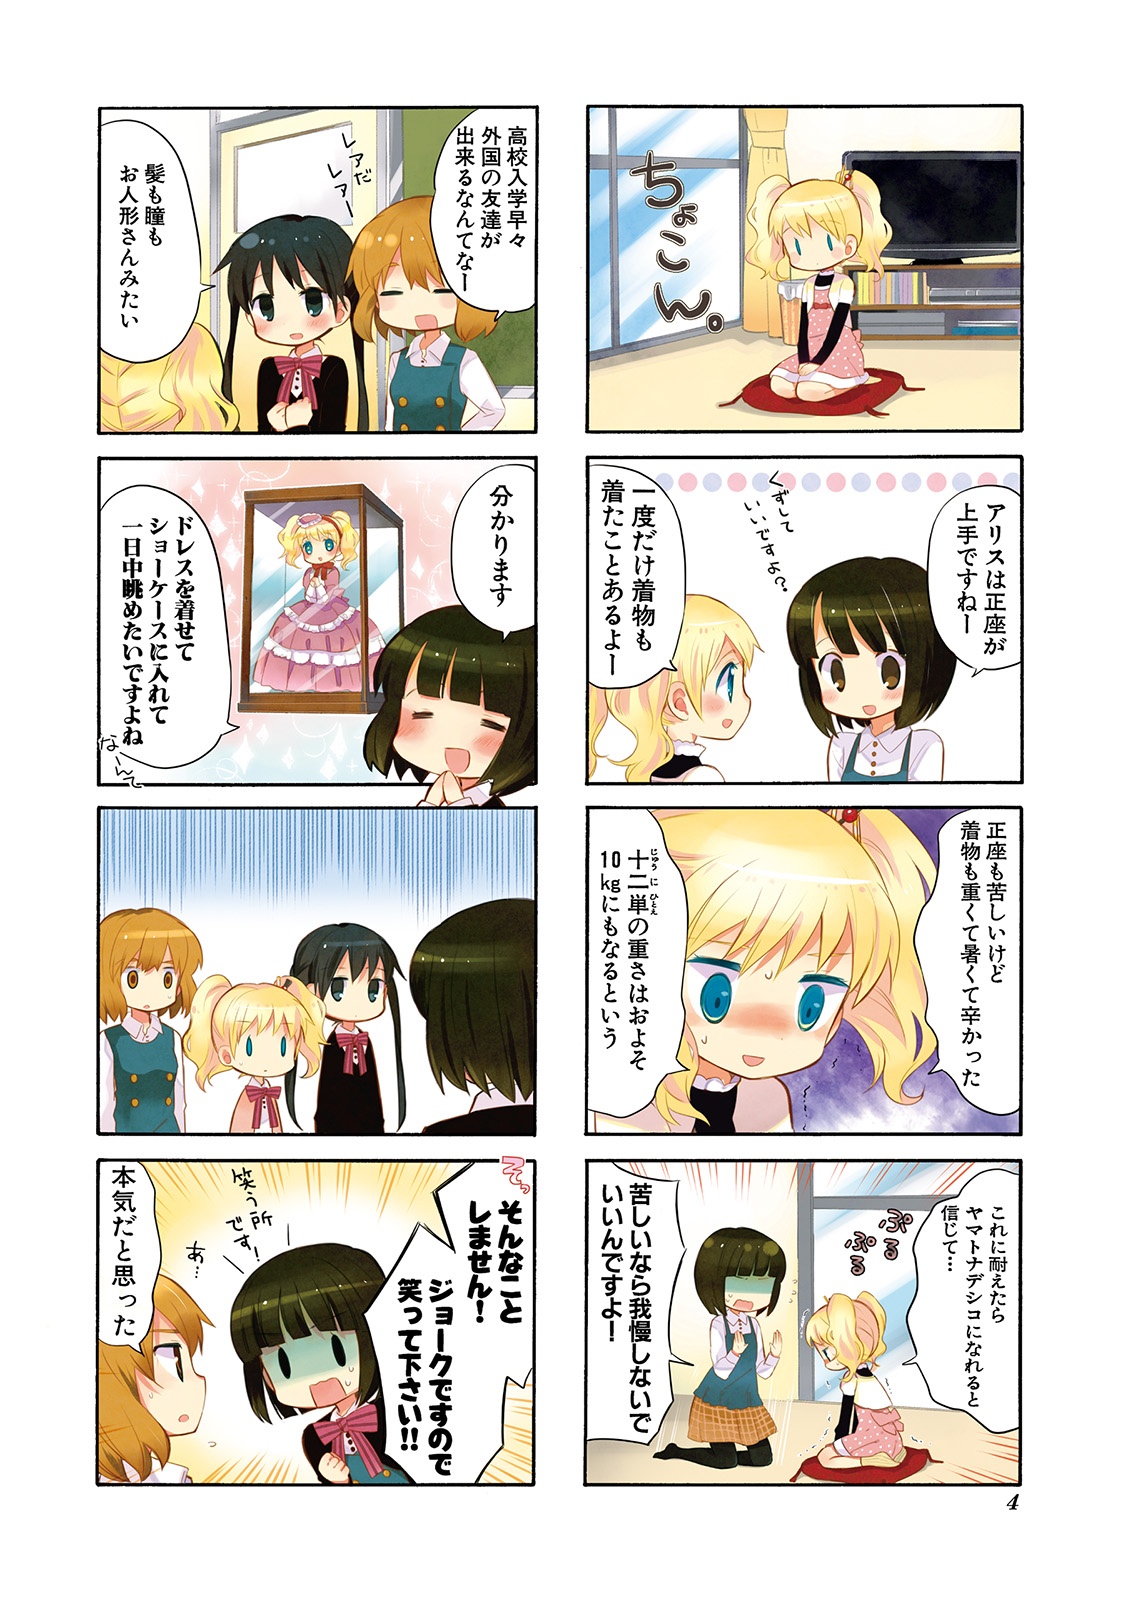 ちょこん。
アリスは正座が
上手ですねー
くずして
いいですよ?
一度だけ着物も
着たことあるよー
正座も苦しいけど
着物も重くて暑くて辛かった
十二単の重さはおよそ
じゅうにひとえ
10kgにもなるという
これに耐えたら
ヤマトナデシコになれると
信じて…
ぷる
ぷる
苦しいなら我慢しないで
いいんですよ!
高校入学早々
外国の友達が
出来るなんてなー
レアだ
レアー
髪も瞳も
お人形さんみたい
分かります
ドレスを着せて
ショーケースに入れて
一日中眺めたいですよね
なーんて
そっ
そんなこと
しません!
ジョークですので
笑って下さい!!
笑う所
です!
あ…
本気だと思った
4